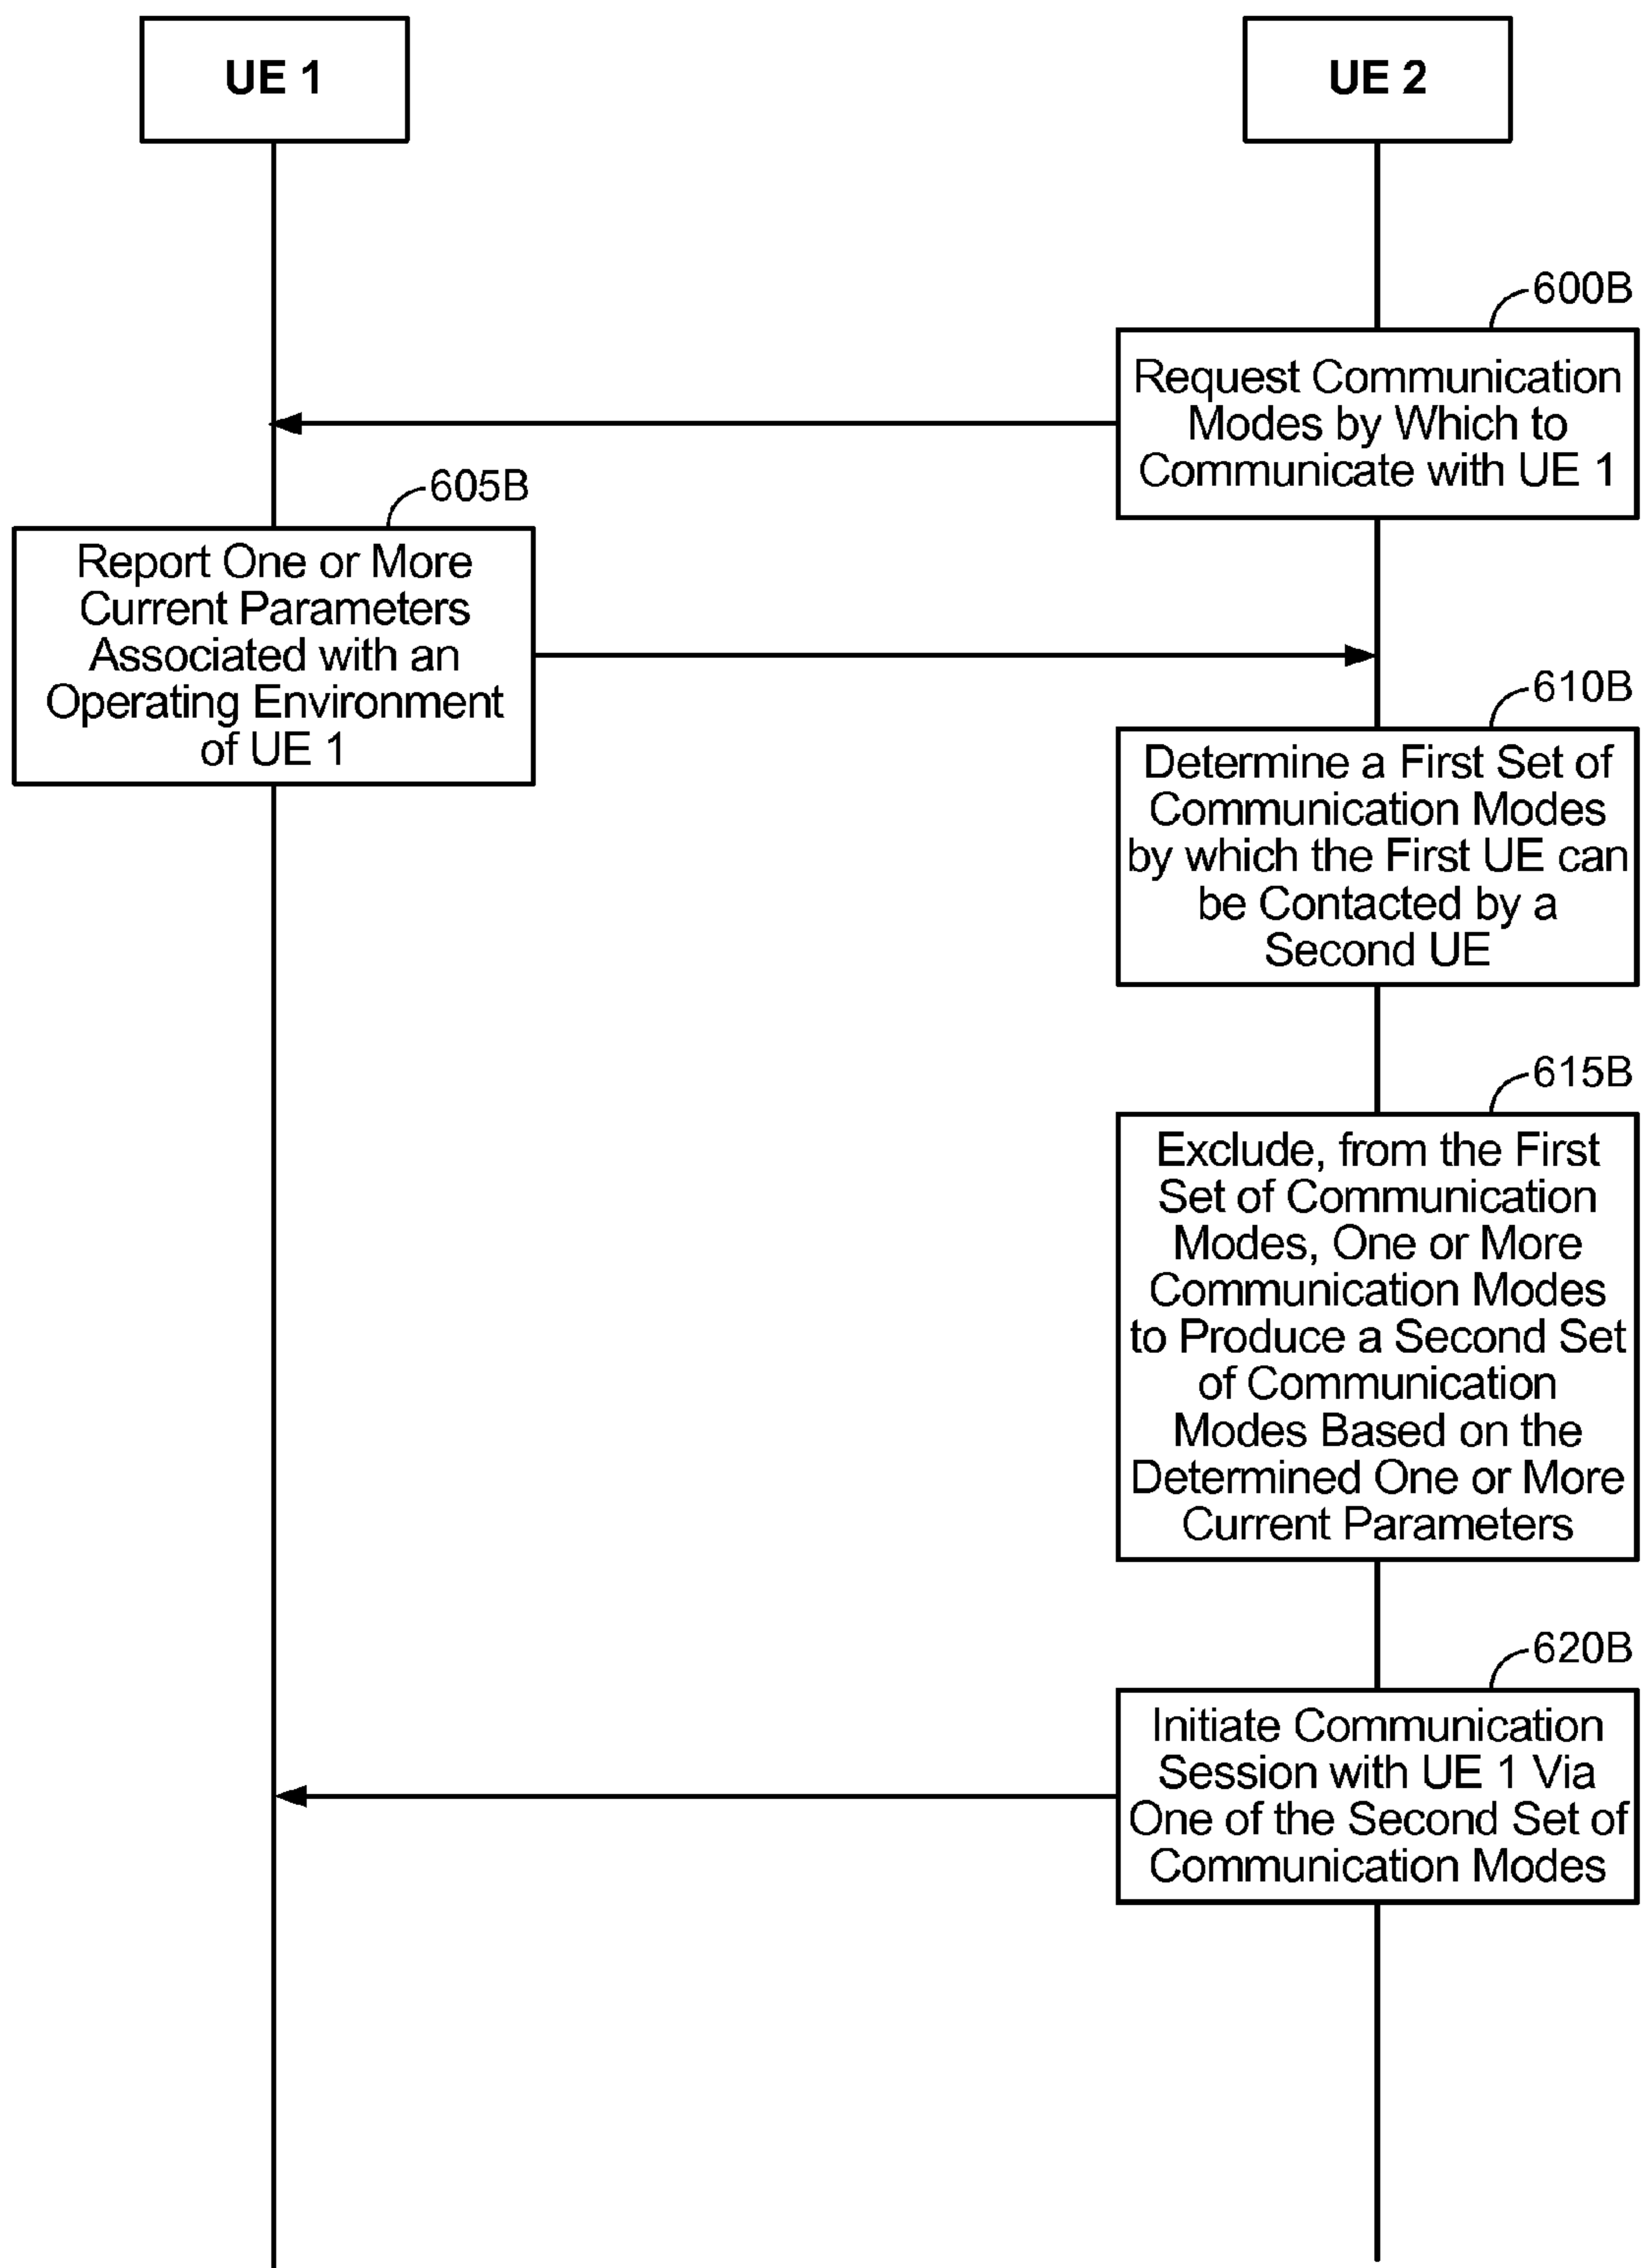 UE 1
UE 2
600B
Request Communication
Modes by Which to
Communicate with UE 1
605B
Report One or More
Current Parameters
Associated with an
Operating Environment
of UE 1
610B
Determine a First Set of
Communication Modes
by which the First UE can
be Contacted by a
Second UE
615B
Exclude, from the First
Set of Communication
Modes, One or More
Communication Modes
to Produce a Second Set
of Communication
Modes Based on the
Determined One or More
Current Parameters
620B
Initiate Communication
Session with UE 1 Via
One of the Second Set of
Communication Modes